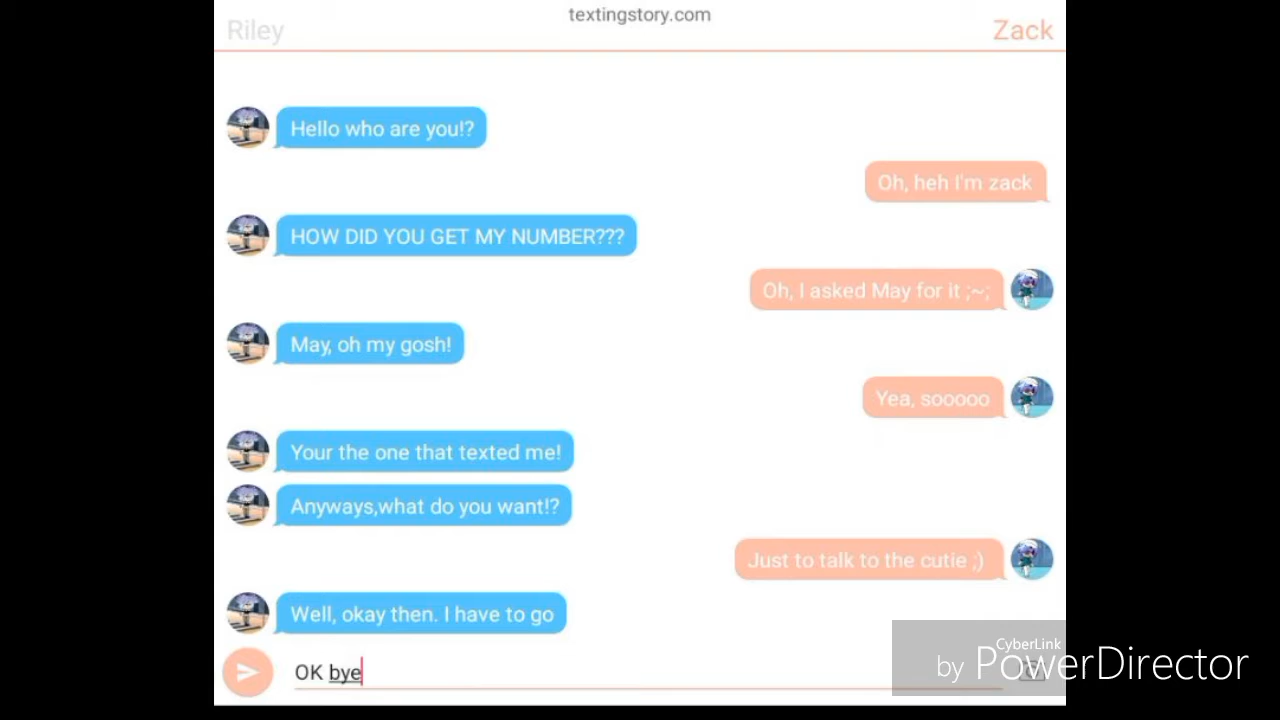 textingstory.com
Riley
Zack
Hello who are you!?
Oh, heh I'm zack
HOW DID YOU GET MY NUMBER???
Oh, I asked May for it ;~;
May, oh my gosh!
Yea, sooooo
Your the one that texted me!
Anyways,what do you want!?
Just to talk to the cutie ;)
Well, okay then. I have to go
OK bye
CyberLink
by PowerDirector